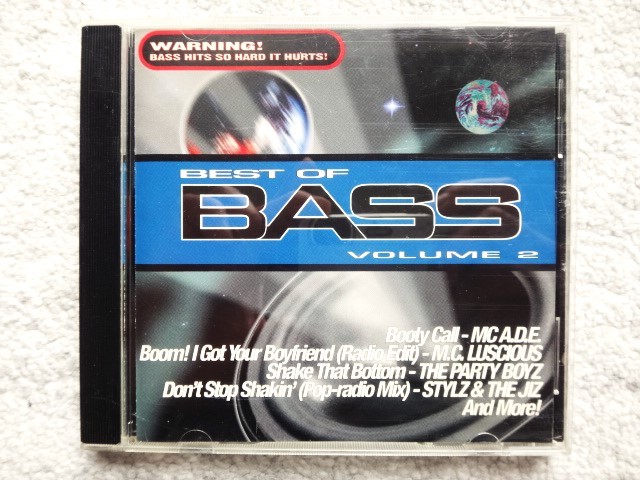 WARNING!
BASS HITS SO HARD IT HURTS!
BEST OF
BASS
VOLUME 2
Booty Call - MC A.D.E.
Boom! I Got Your Boyfriend (Radio Edit) - M.C. LUSCIOUS
Shake That Bottom - THE PARTY BOYZ
Don't Stop Shakin' (Pop-radio Mix) - STYLZ & THE JIZ
And More!